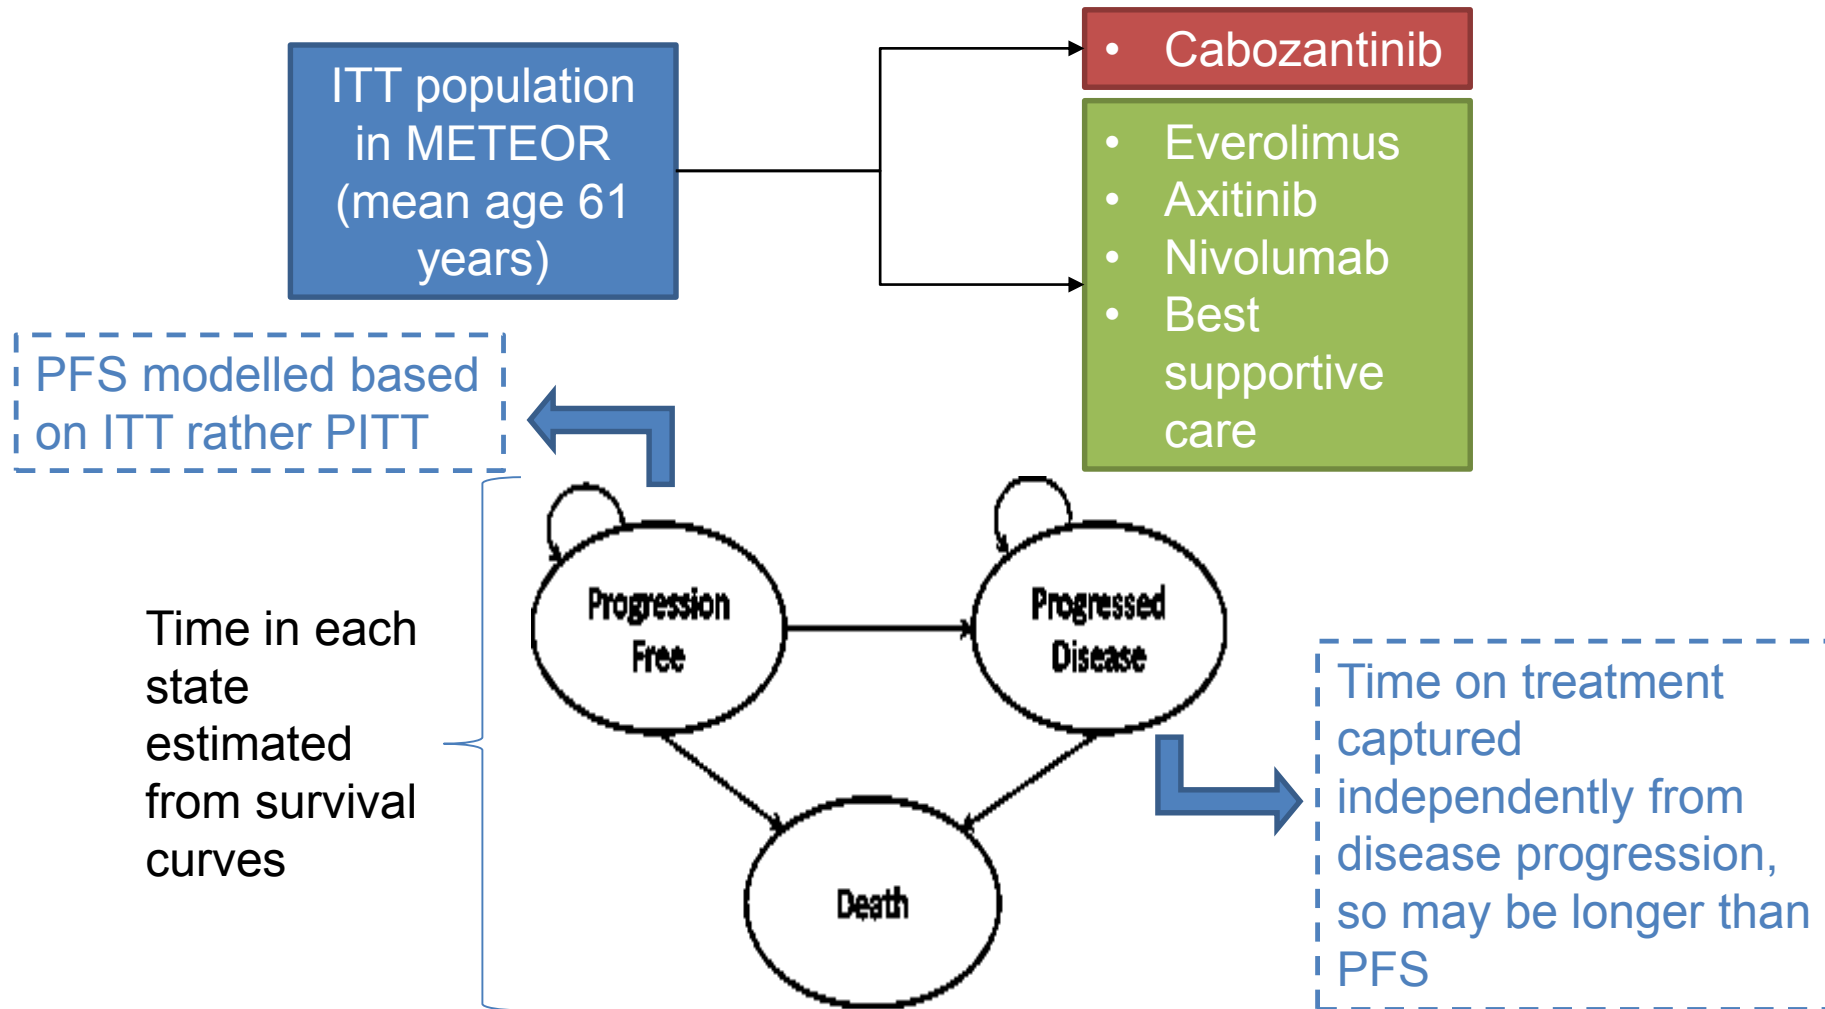 ITT population
in METEOR
(mean age 61
years)
• Cabozantinib
• Everolimus
• Axitinib
• Nivolumab
• Best
supportive
care
PFS modelled based
on ITT rather PITT
Time in each
state
estimated
from survival
curves
Progression
Free
Progressed
Disease
Death
Time on treatment
captured
independently from
disease progression,
so may be longer than
PFS